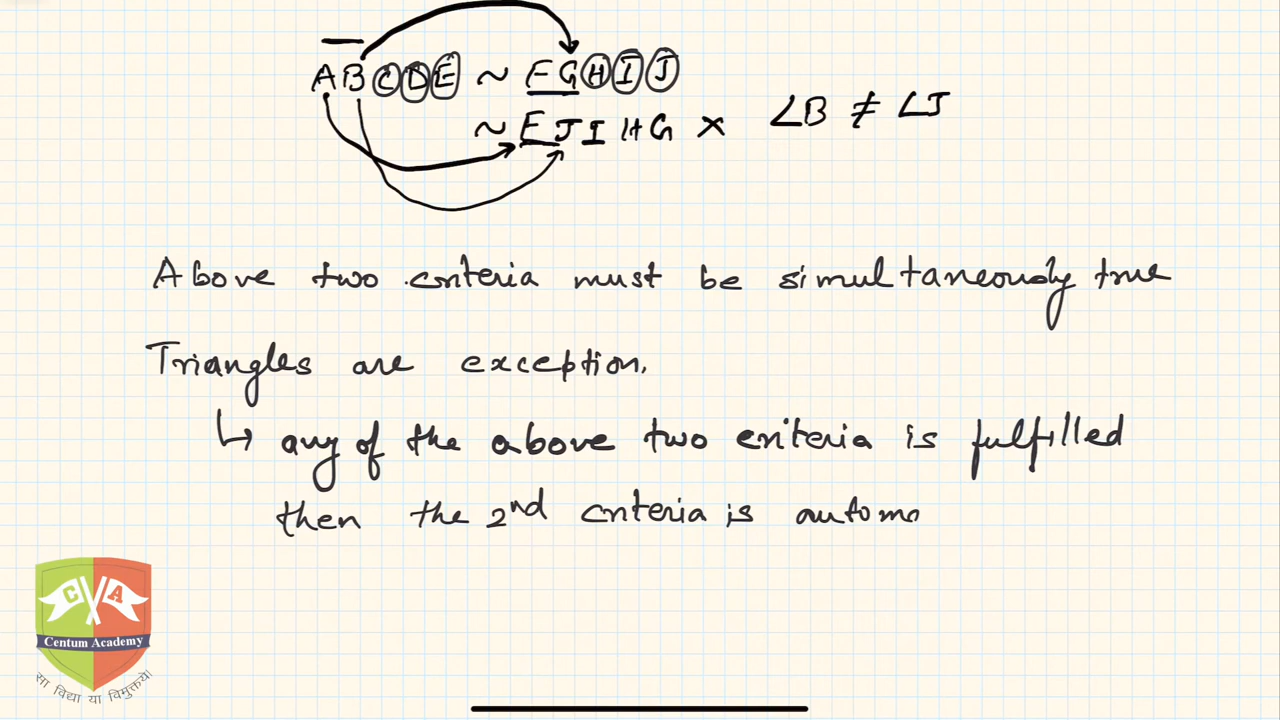 ABCDE ~ FGHIJ
~ FJIHG × ∠B ≠ ∠J
Above two criteria must be simultaneously true
Triangles are exception.
↳ any of the above two criteria is fulfilled
then the 2nd criteria is automa
C A
Centum Academy
सा विद्या या विमुक्तये।